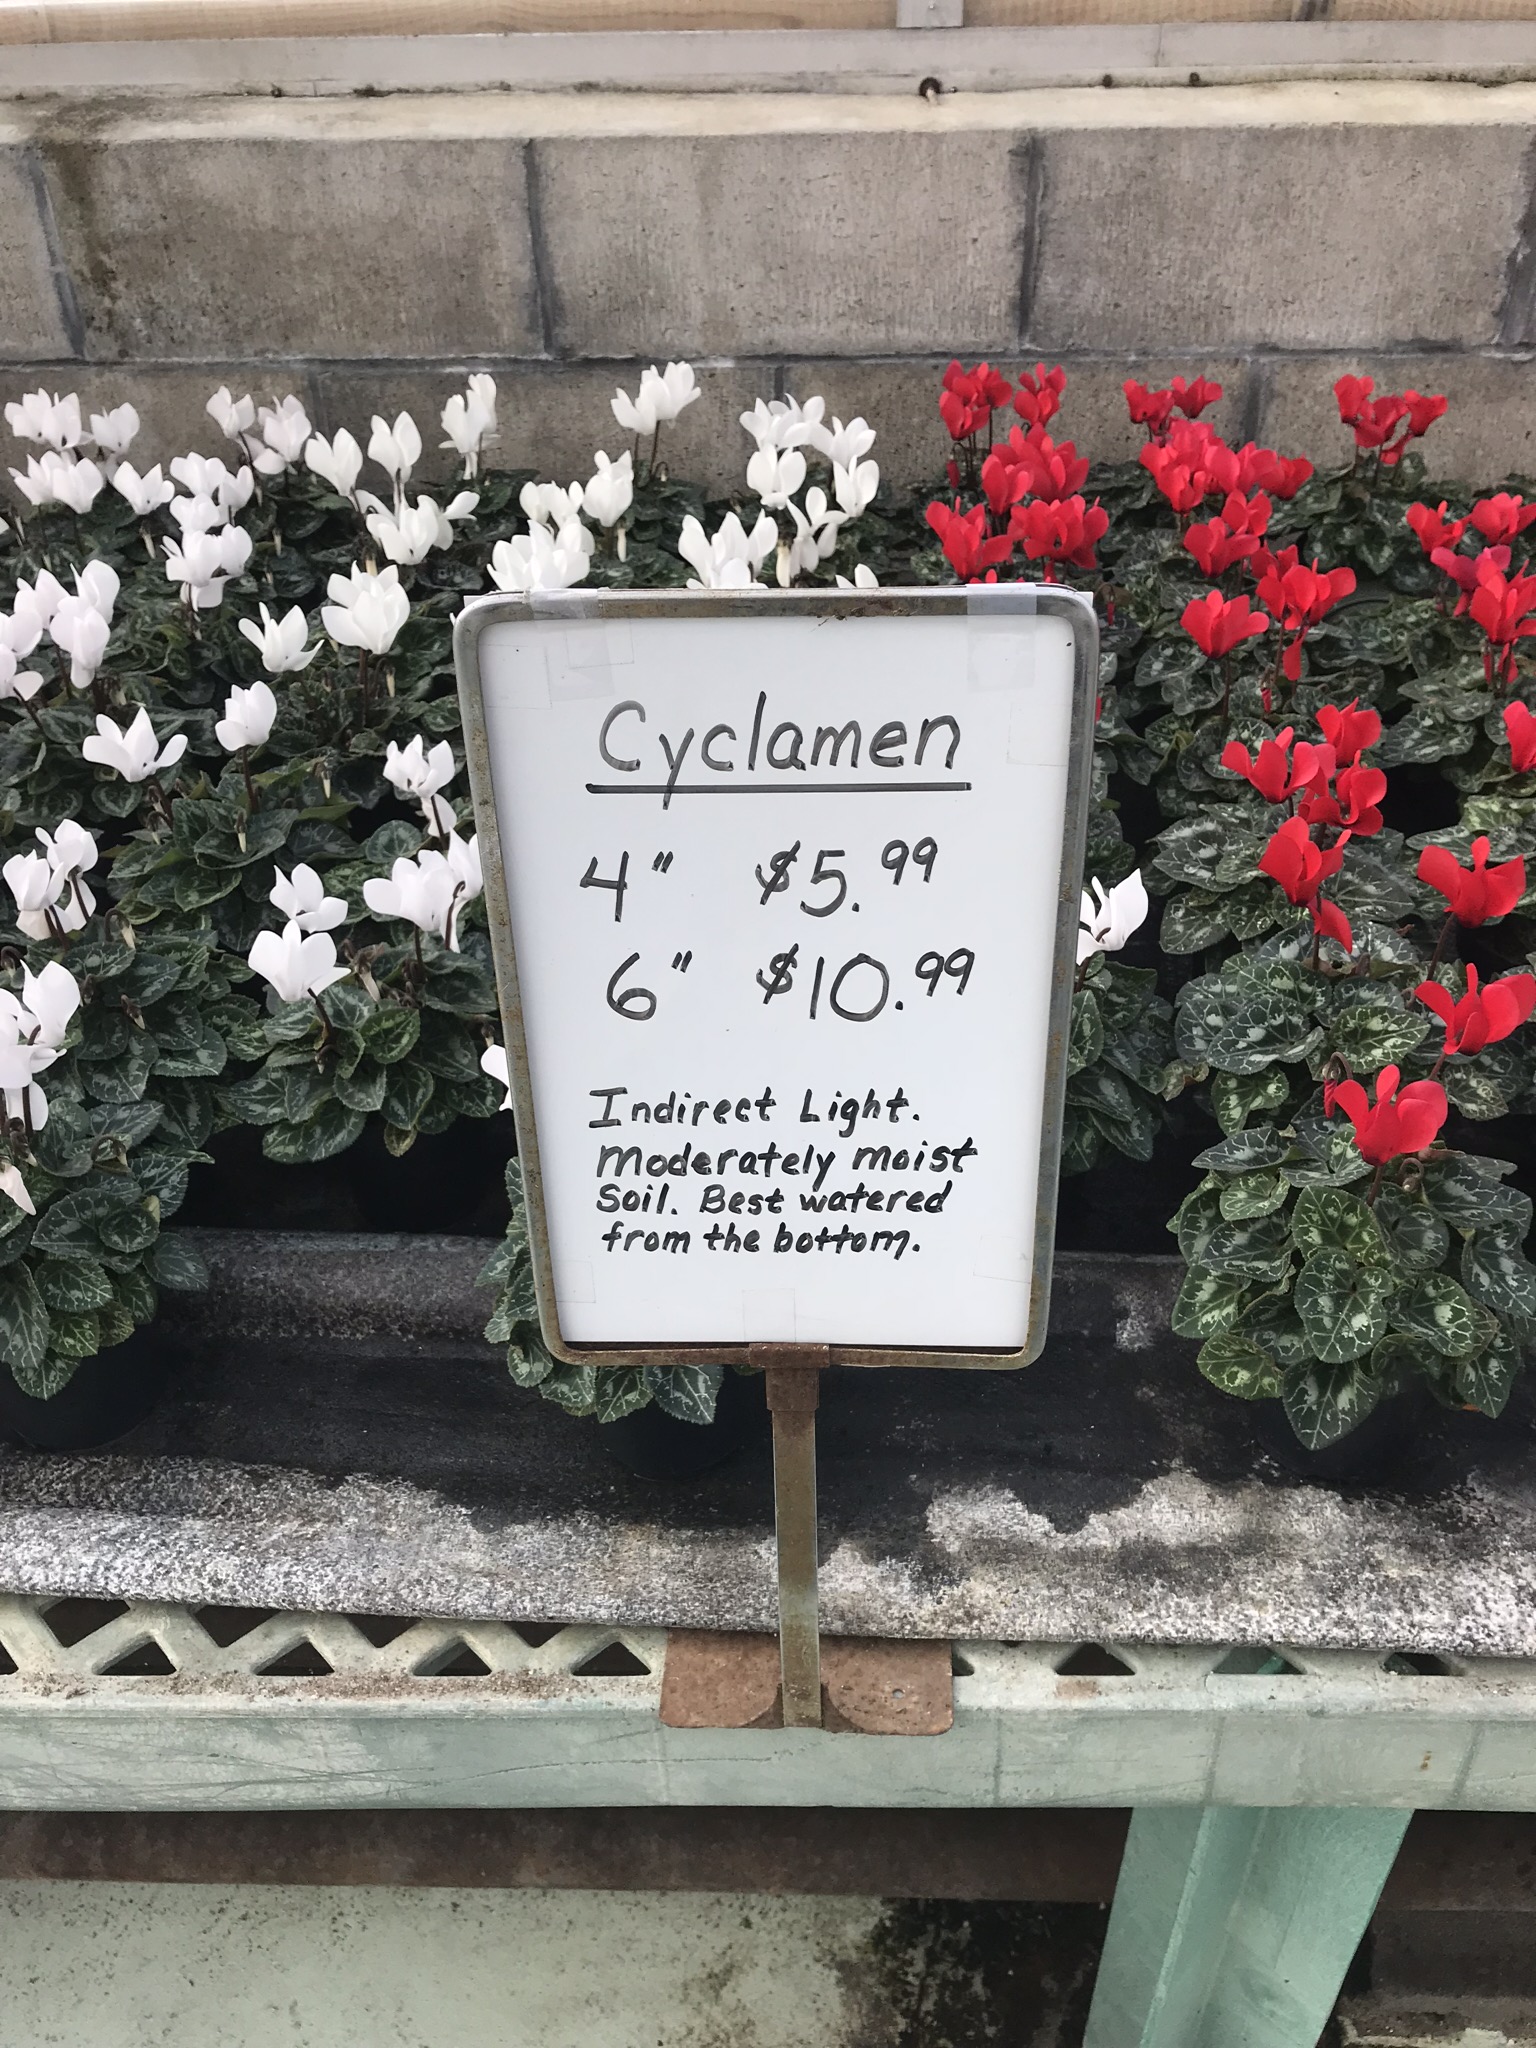 Cyclamen
4" $5.99
6" $10.99
Indirect Light.
Moderately moist
Soil. Best watered
from the bottom.